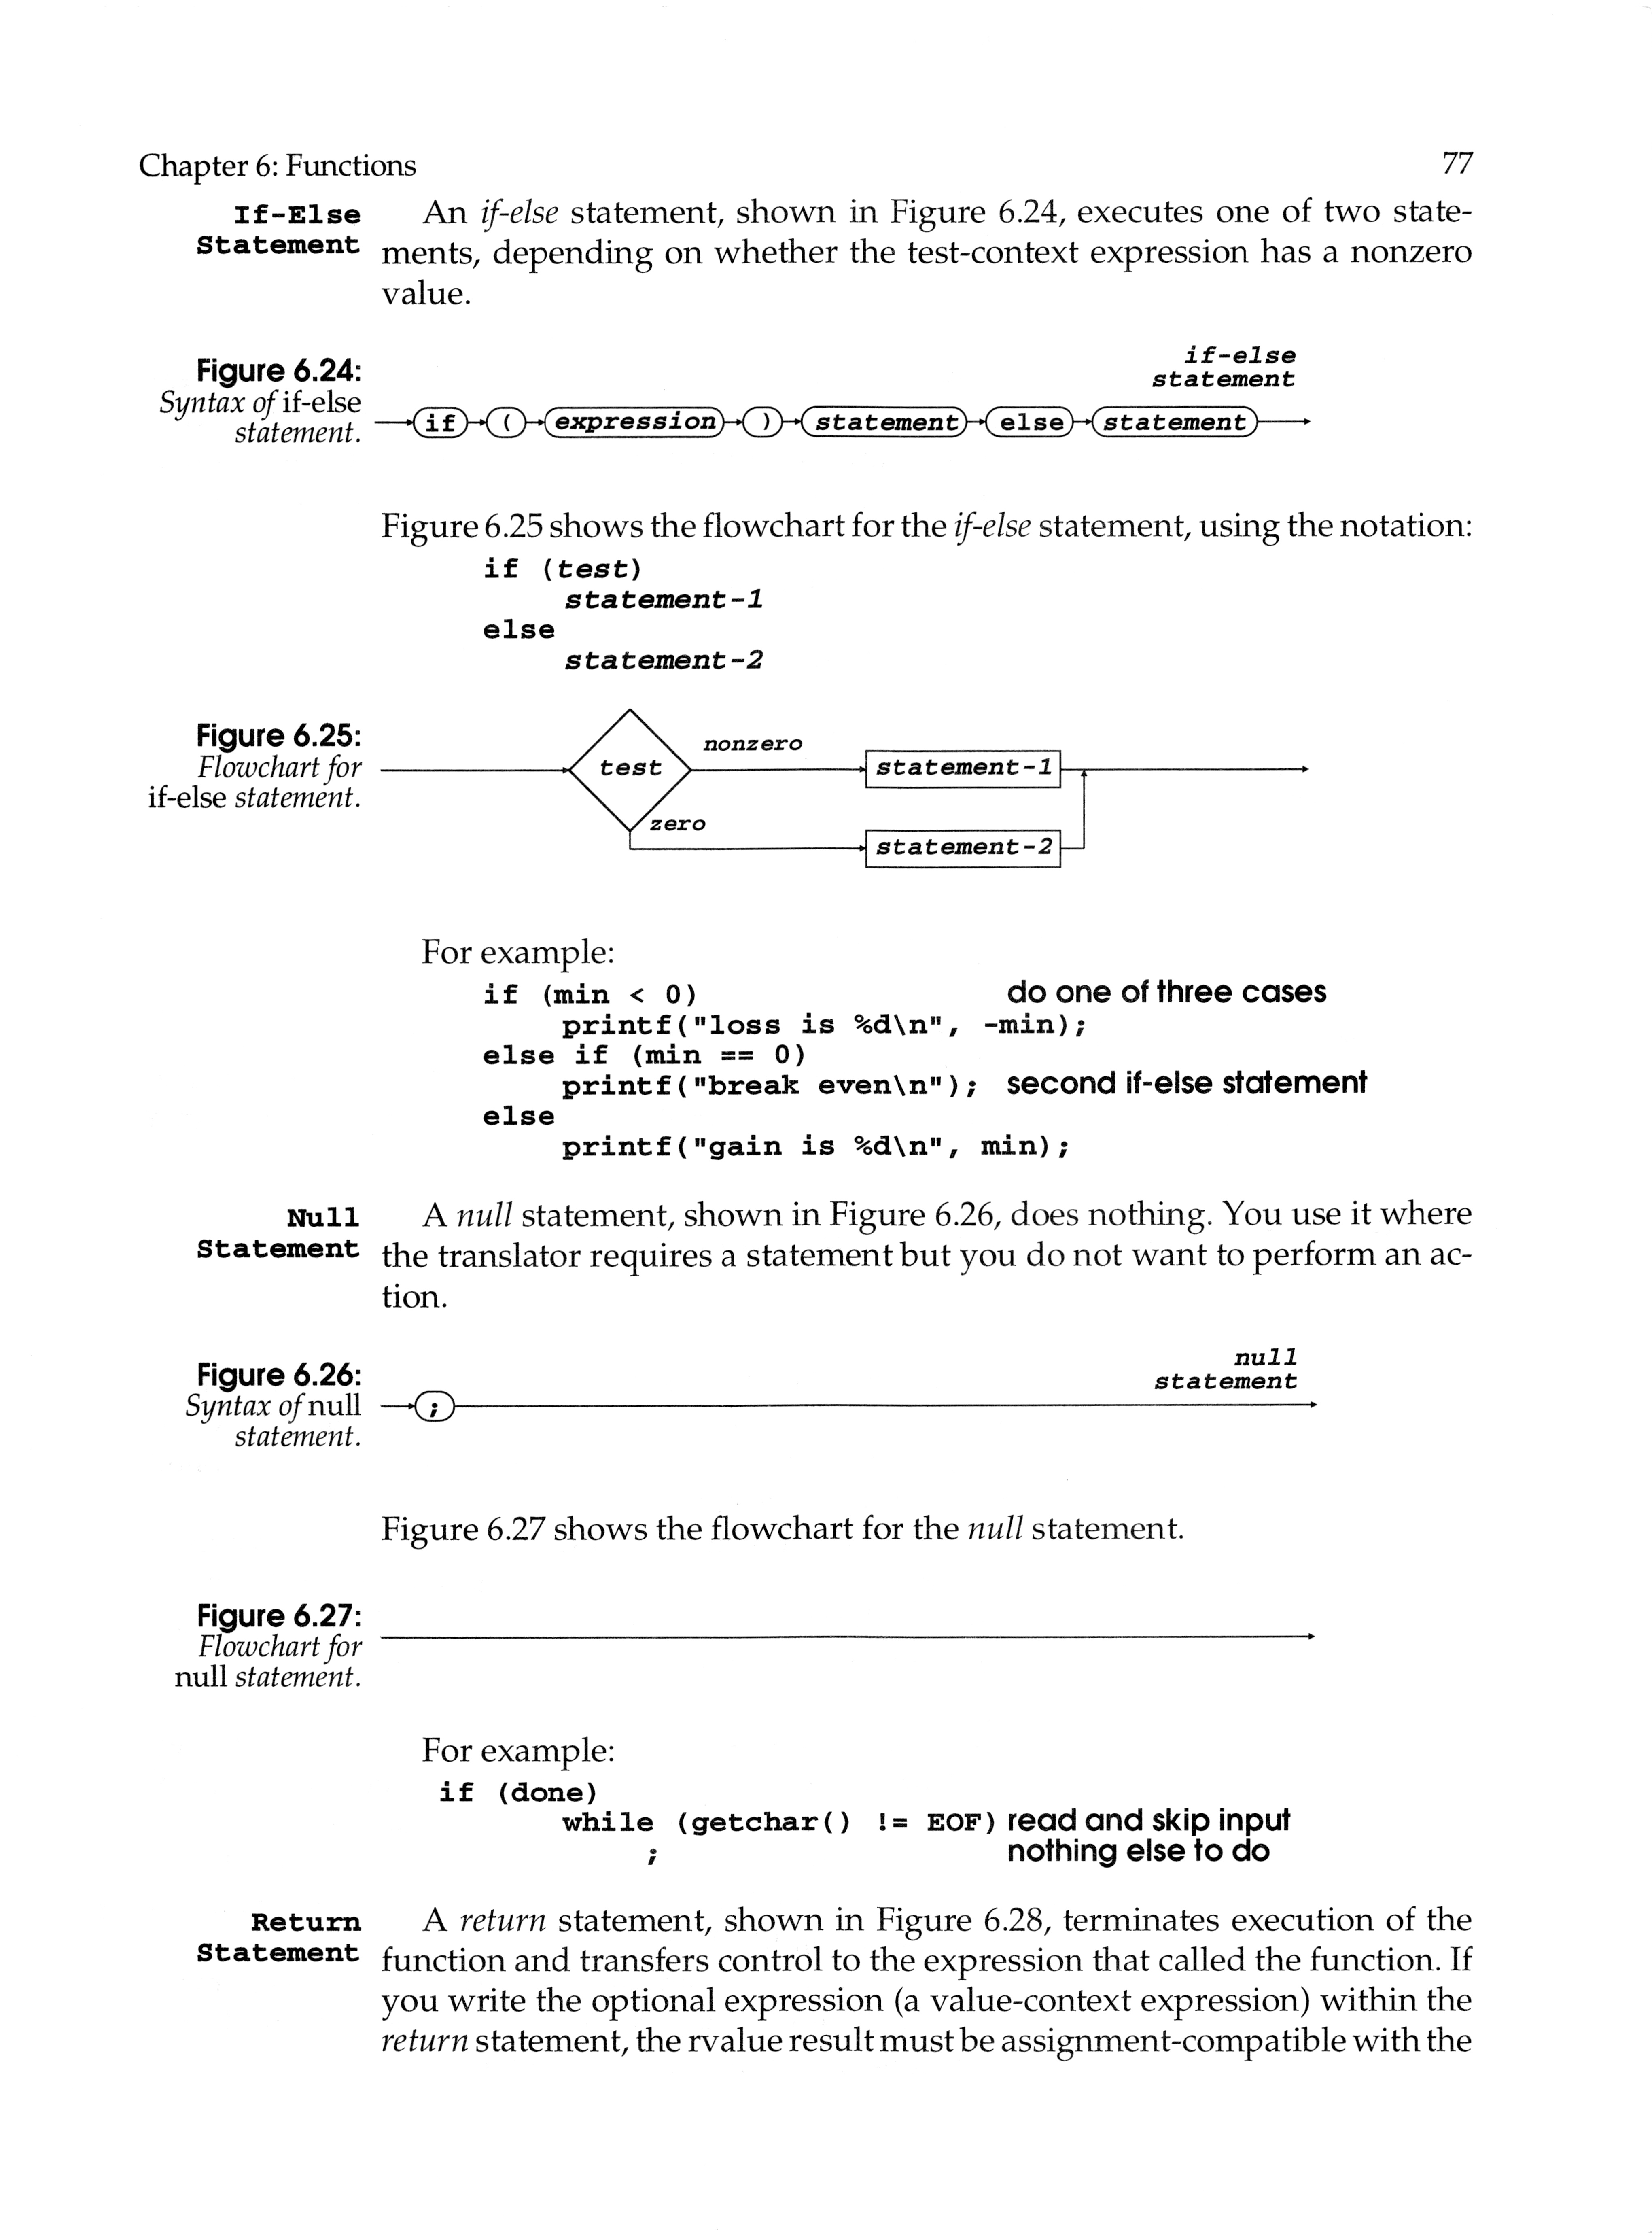 Chapter 6: Functions 77
If-Else
Statement
An if-else statement, shown in Figure 6.24, executes one of two state-
ments, depending on whether the test-context expression has a nonzero
value.
Figure 6.24:
Syntax of if-else
statement.
if-else
statement
if ( expression ) statement else statement
Figure 6.25 shows the flowchart for the if-else statement, using the notation:
if (test)
statement-1
else
statement-2
Figure 6.25:
Flowchart for
if-else statement.
test
nonzero
statement-1
zero
statement-2
For example:
if (min < 0) do one of three cases
printf("loss is %d\n", -min);
else if (min == 0)
printf("break even\n"); second if-else statement
else
printf("gain is %d\n", min);
Null
Statement
A null statement, shown in Figure 6.26, does nothing. You use it where
the translator requires a statement but you do not want to perform an ac-
tion.
Figure 6.26:
Syntax of null
statement.
null
statement
;
Figure 6.27 shows the flowchart for the null statement.
Figure 6.27:
Flowchart for
null statement.
For example:
if (done)
while (getchar() != EOF) read and skip input
; nothing else to do
Return
Statement
A return statement, shown in Figure 6.28, terminates execution of the
function and transfers control to the expression that called the function. If
you write the optional expression (a value-context expression) within the
return statement, the rvalue result must be assignment-compatible with the